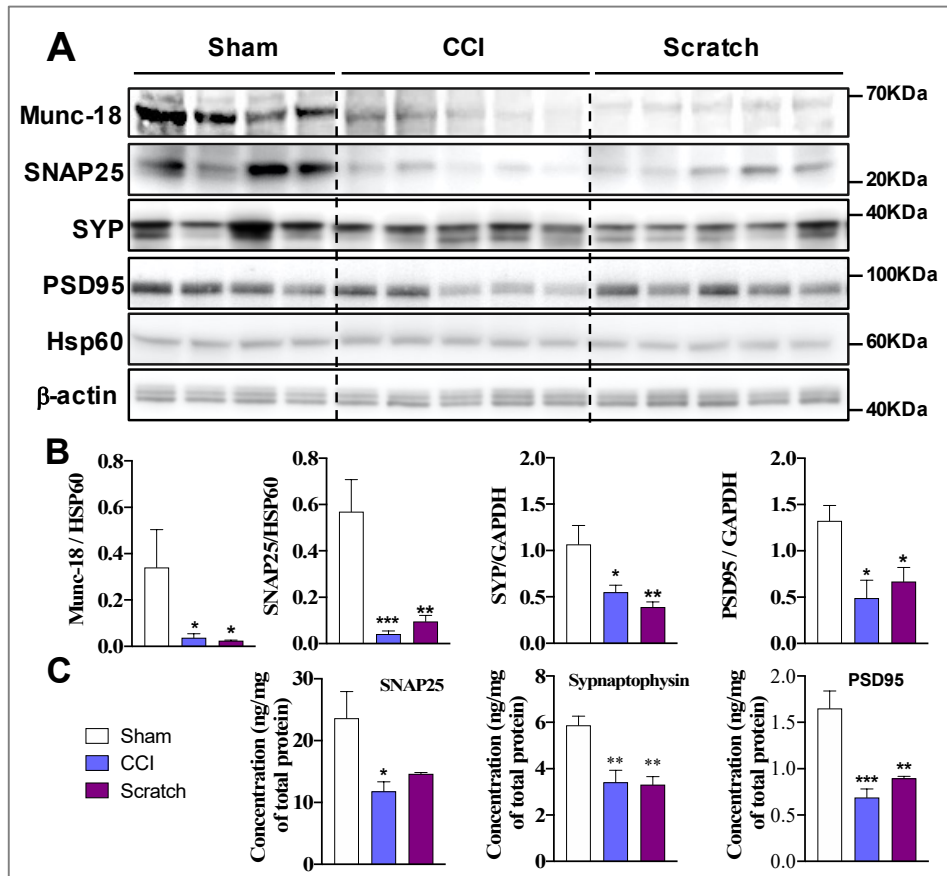 A
Sham CCI Scratch
Munc-18 70KDa
SNAP25 20KDa
SYP 40KDa
PSD95 100KDa
Hsp60 60KDa
β-actin 40KDa
B
Munc-18 / HSP60
0.8
0.6
0.4
0.2
0.0
* *
SNAP25/HSP60
0.8
0.6
0.4
0.2
0.0
*** **
SYP/GAPDH
2.0
1.5
1.0
0.5
0.0
* **
PSD95 / GAPDH
2.0
1.5
1.0
0.5
0.0
* *
C
Sham
CCI
Scratch
Concentration (ng/mg
of total protein)
SNAP25
30
20
10
0
*
Concentration (ng/mg
of total protein)
Sypnaptophysin
8
6
4
2
0
** **
Concentration (ng/mg
of total protein)
PSD95
2.0
1.5
1.0
0.5
0.0
*** **